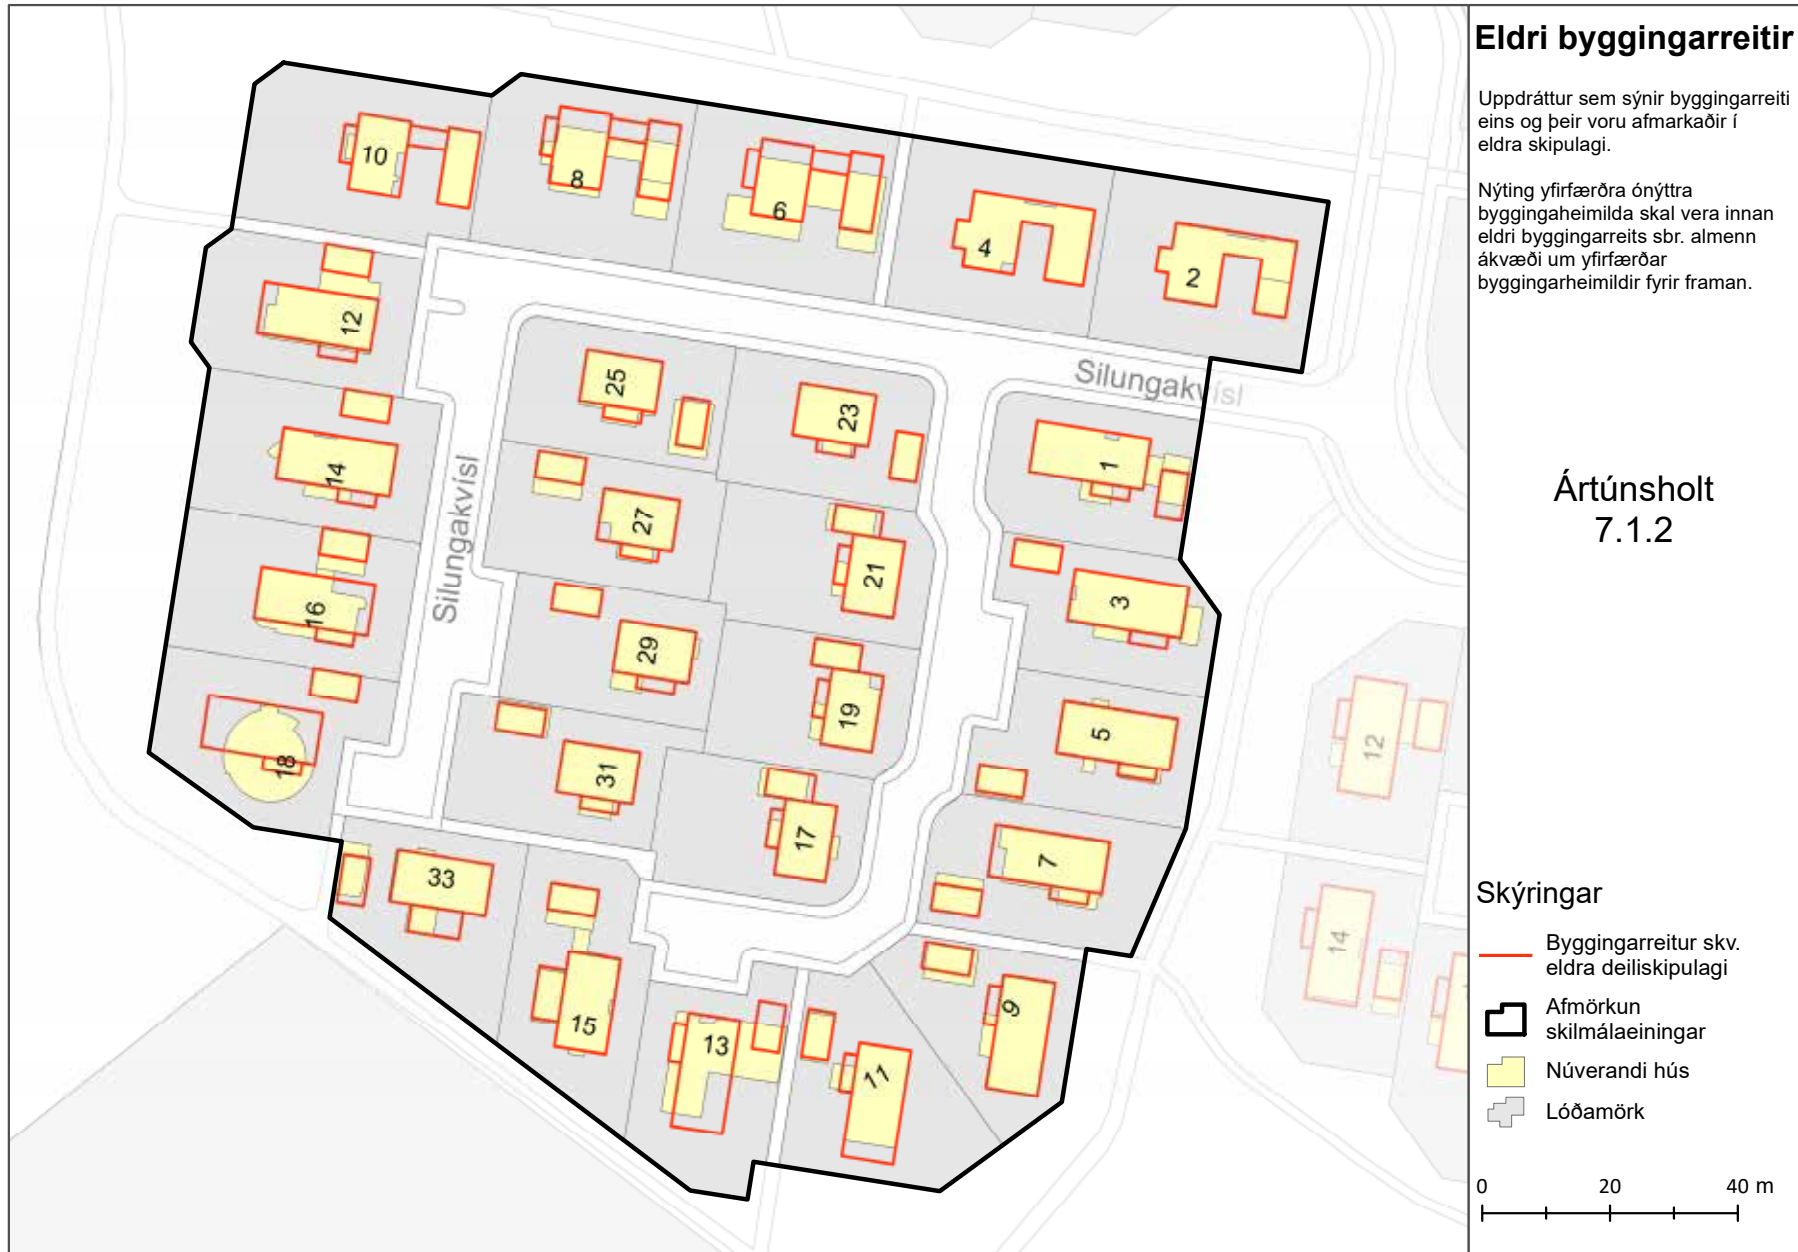 Eldri byggingarreitir
Uppdráttur sem sýnir byggingarreiti
eins og þeir voru afmarkaðir í
eldra skipulagi.
Nýting yfirfærðra ónýttra
byggingaheimilda skal vera innan
eldri byggingarreits sbr. almenn
ákvæði um yfirfærðar
byggingarheimildir fyrir framan.
Ártúnsholt
7.1.2
Skýringar
Byggingarreitur skv.
eldra deiliskipulagi
Afmörkun
skilmálaeiningar
Núverandi hús
Lóðamörk
0 20 40 m
10
8
6
4
2
12
25
23
Silungakvísl
1
14
Silungakvísl
27
21
3
16
29
19
5
18
31
17
7
33
15
13
11
9
12
14